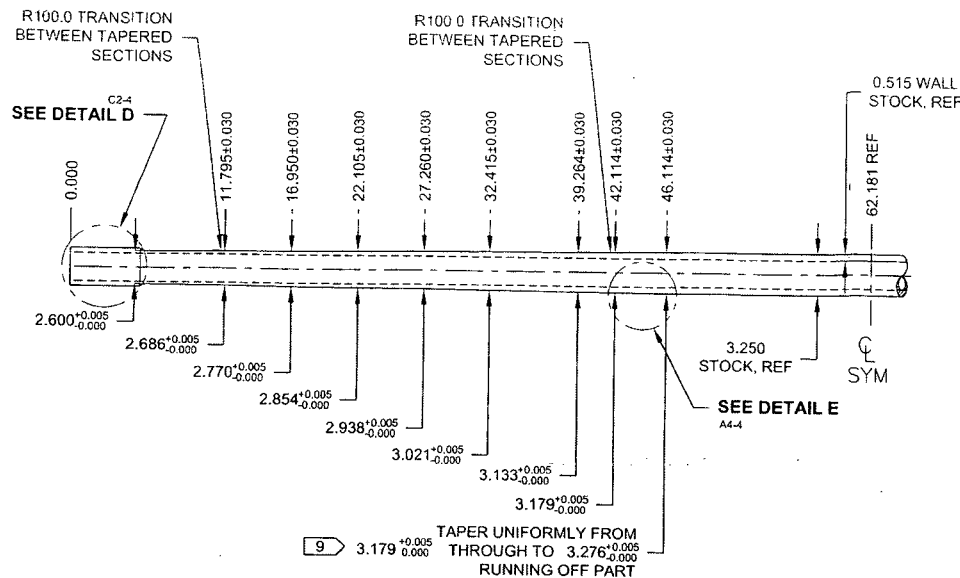 R100.0 TRANSITION
BETWEEN TAPERED
SECTIONS
R100.0 TRANSITION
BETWEEN TAPERED
SECTIONS
C2-4
SEE DETAIL D
0.515 WALL
STOCK, REF
0.000
11.795±0.030
16.950±0.030
22.105±0.030
27.260±0.030
32.415±0.030
39.264±0.030
42.114±0.030
46.114±0.030
62.181 REF
2.600 +0.005 -0.000
2.686 +0.005 -0.000
2.770 +0.005 -0.000
2.854 +0.005 -0.000
2.938 +0.005 -0.000
3.021 +0.005 -0.000
3.133 +0.005 -0.000
3.179 +0.005 -0.000
3.250
STOCK, REF
CL
SYM
SEE DETAIL E
A4-4
TAPER UNIFORMLY FROM
9 3.179 +0.005 0.000 THROUGH TO 3.276 +0.005 -0.000
RUNNING OFF PART